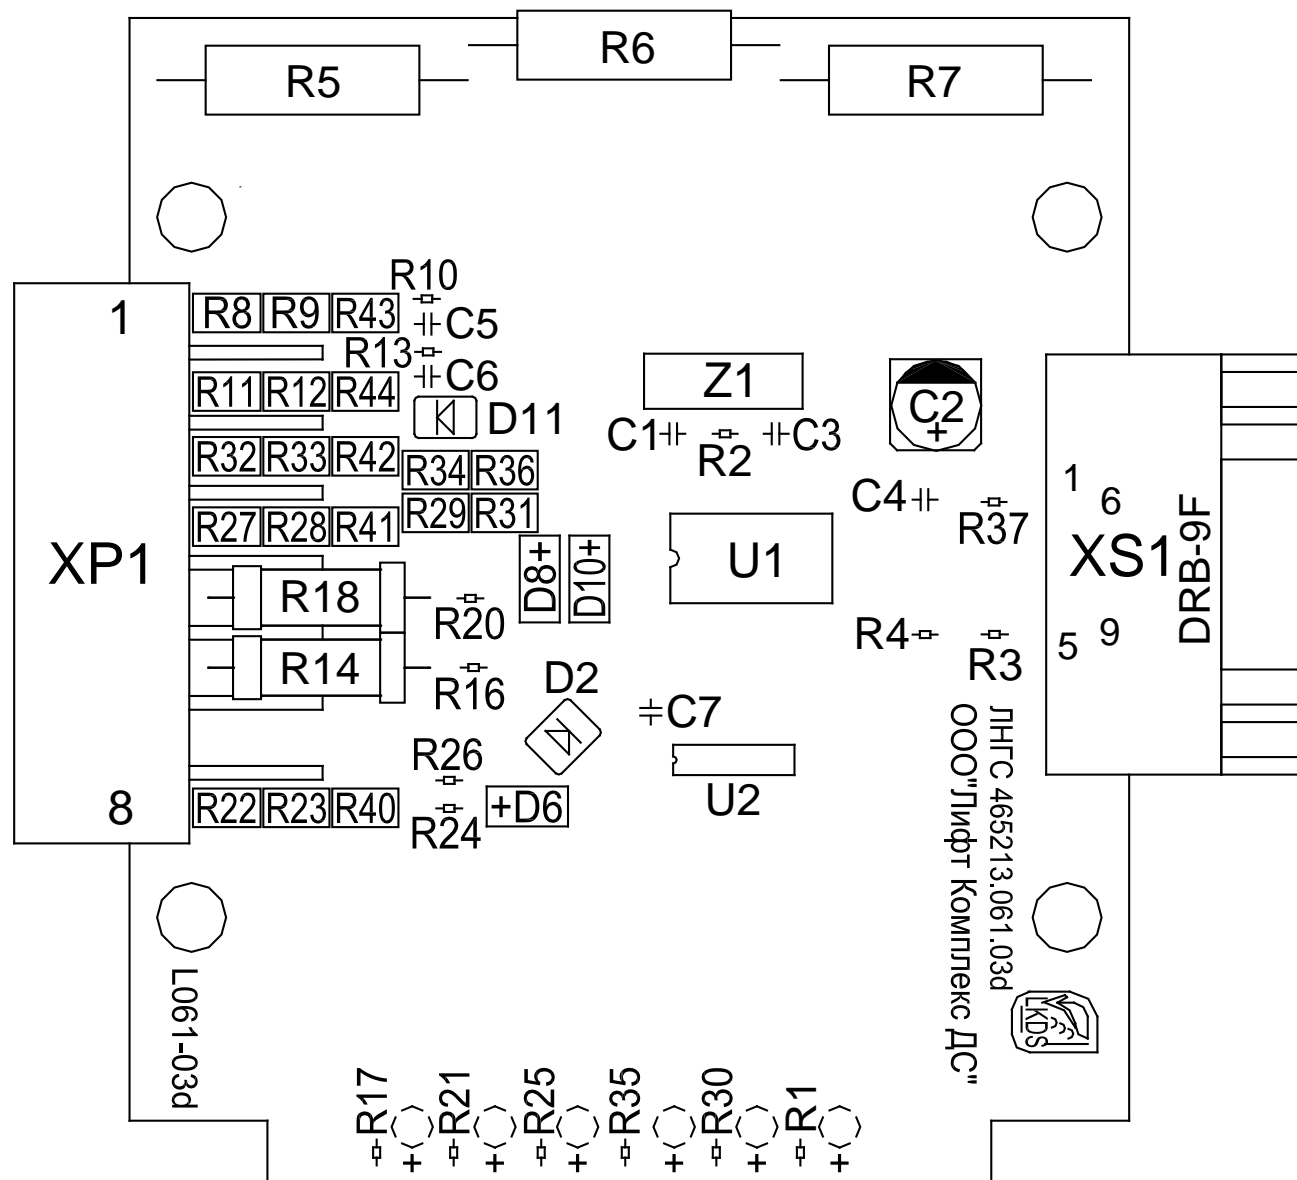 R5
R6
R7
R10
1
R8 R9 R43
C5
R13
C6
R11 R12 R44
D11
Z1
C2
+
C1
R2
C3
R32 R33 R42
R34 R36
R29 R31
C4
R37
1
6
R27 R28 R41
XP1
D8+
D10+
U1
XS1
DRB-9F
R18
R20
R4
R3
5
9
R14
R16
D2
C7
R26
U2
8
R22 R23 R40
R24
+D6
ЛНГС 465213.061.03d
ООО"Лифт Комплекс ДС"
LKDS
L061-03d
R17
R21
R25
R35
R30
R1
+ + + + + +